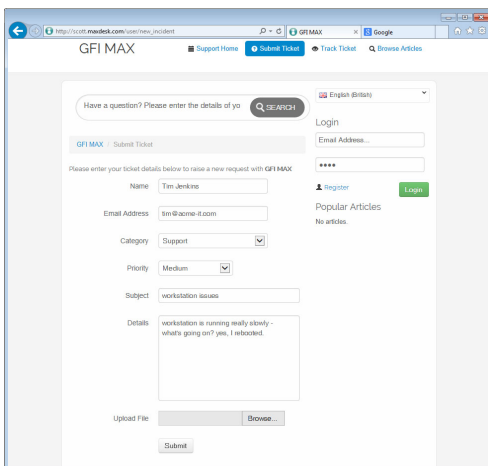 http://scott.maxdesk.com/user/new_incident
GFI MAX
Google
GFI MAX
Support Home
Submit Ticket
Track Ticket
Browse Articles
Have a question? Please enter the details of yo
SEARCH
English (British)
Login
Email Address...
••••
Register
Login
Popular Articles
No articles.
GFI MAX / Submit Ticket
Please enter your ticket details below to raise a new request with GFI MAX
Name
Tim Jenkins
Email Address
tim@acme-it.com
Category
Support
Priority
Medium
Subject
workstation issues
Details
workstation is running really slowly -
what's going on? yes, I rebooted.
Upload File
Browse...
Submit